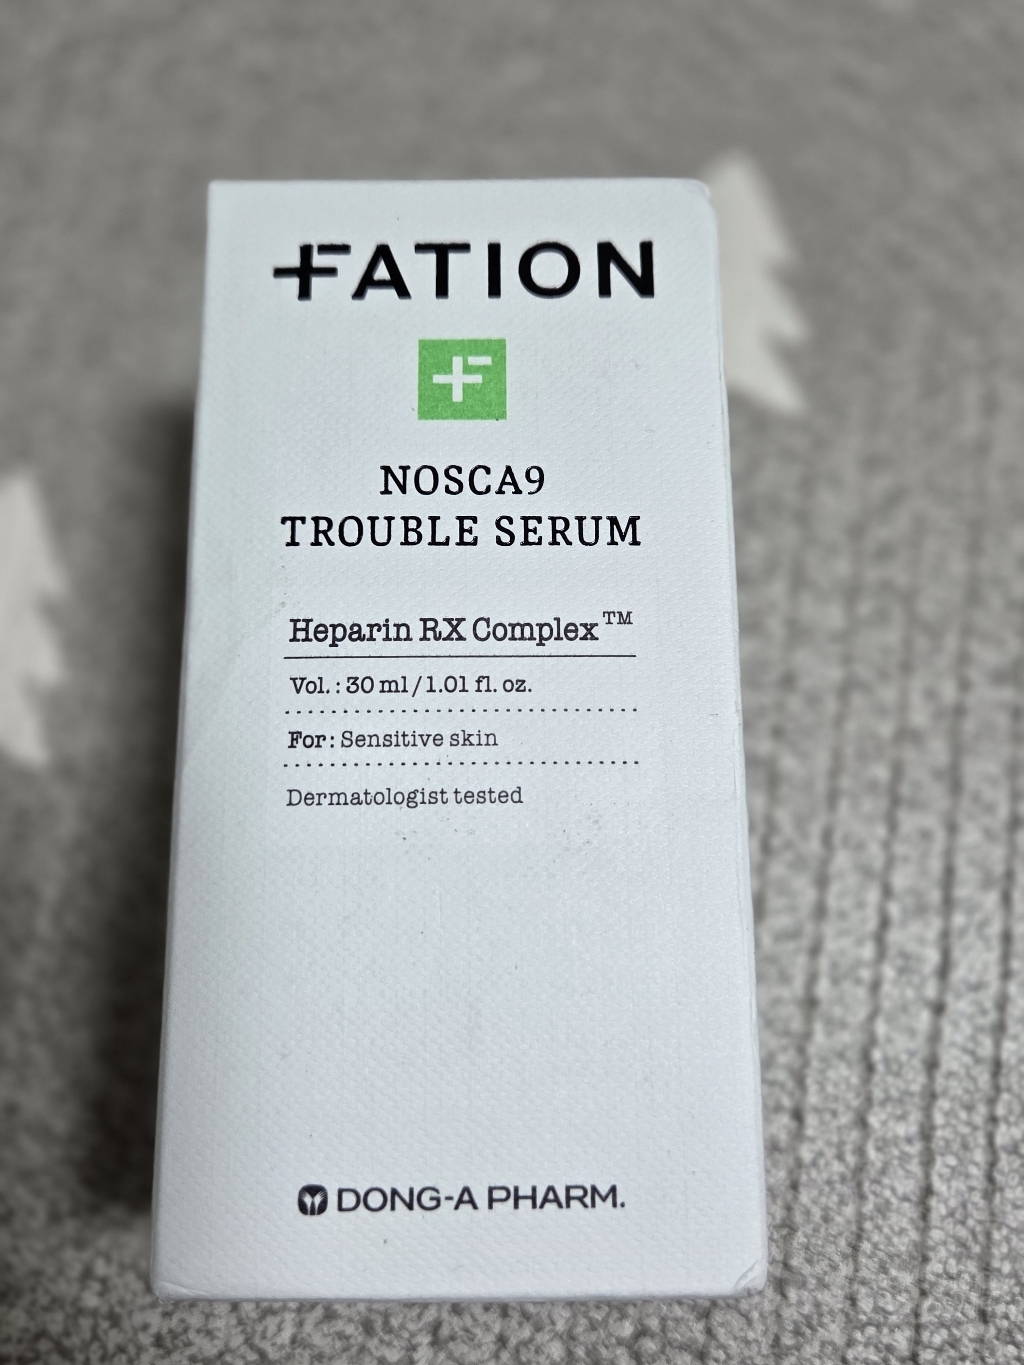 FATION
NOSCA9
TROUBLE SERUM
Heparin RX Complex™
Vol. : 30 ml / 1.01 fl. oz.
For : Sensitive skin
Dermatologist tested
DONG-A PHARM.